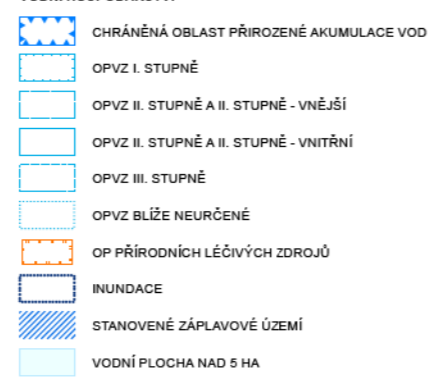 CHRÁNĚNÁ OBLAST PŘIROZENÉ AKUMULACE VOD
OPVZ I. STUPNĚ
OPVZ II. STUPNĚ A II. STUPNĚ - VNĚJŠÍ
OPVZ II. STUPNĚ A II. STUPNĚ - VNITŘNÍ
OPVZ III. STUPNĚ
OPVZ BLÍŽE NEURČENÉ
OP PŘÍRODNÍCH LÉČIVÝCH ZDROJŮ
INUNDACE
STANOVENÉ ZÁPLAVOVÉ ÚZEMÍ
VODNÍ PLOCHA NAD 5 HA